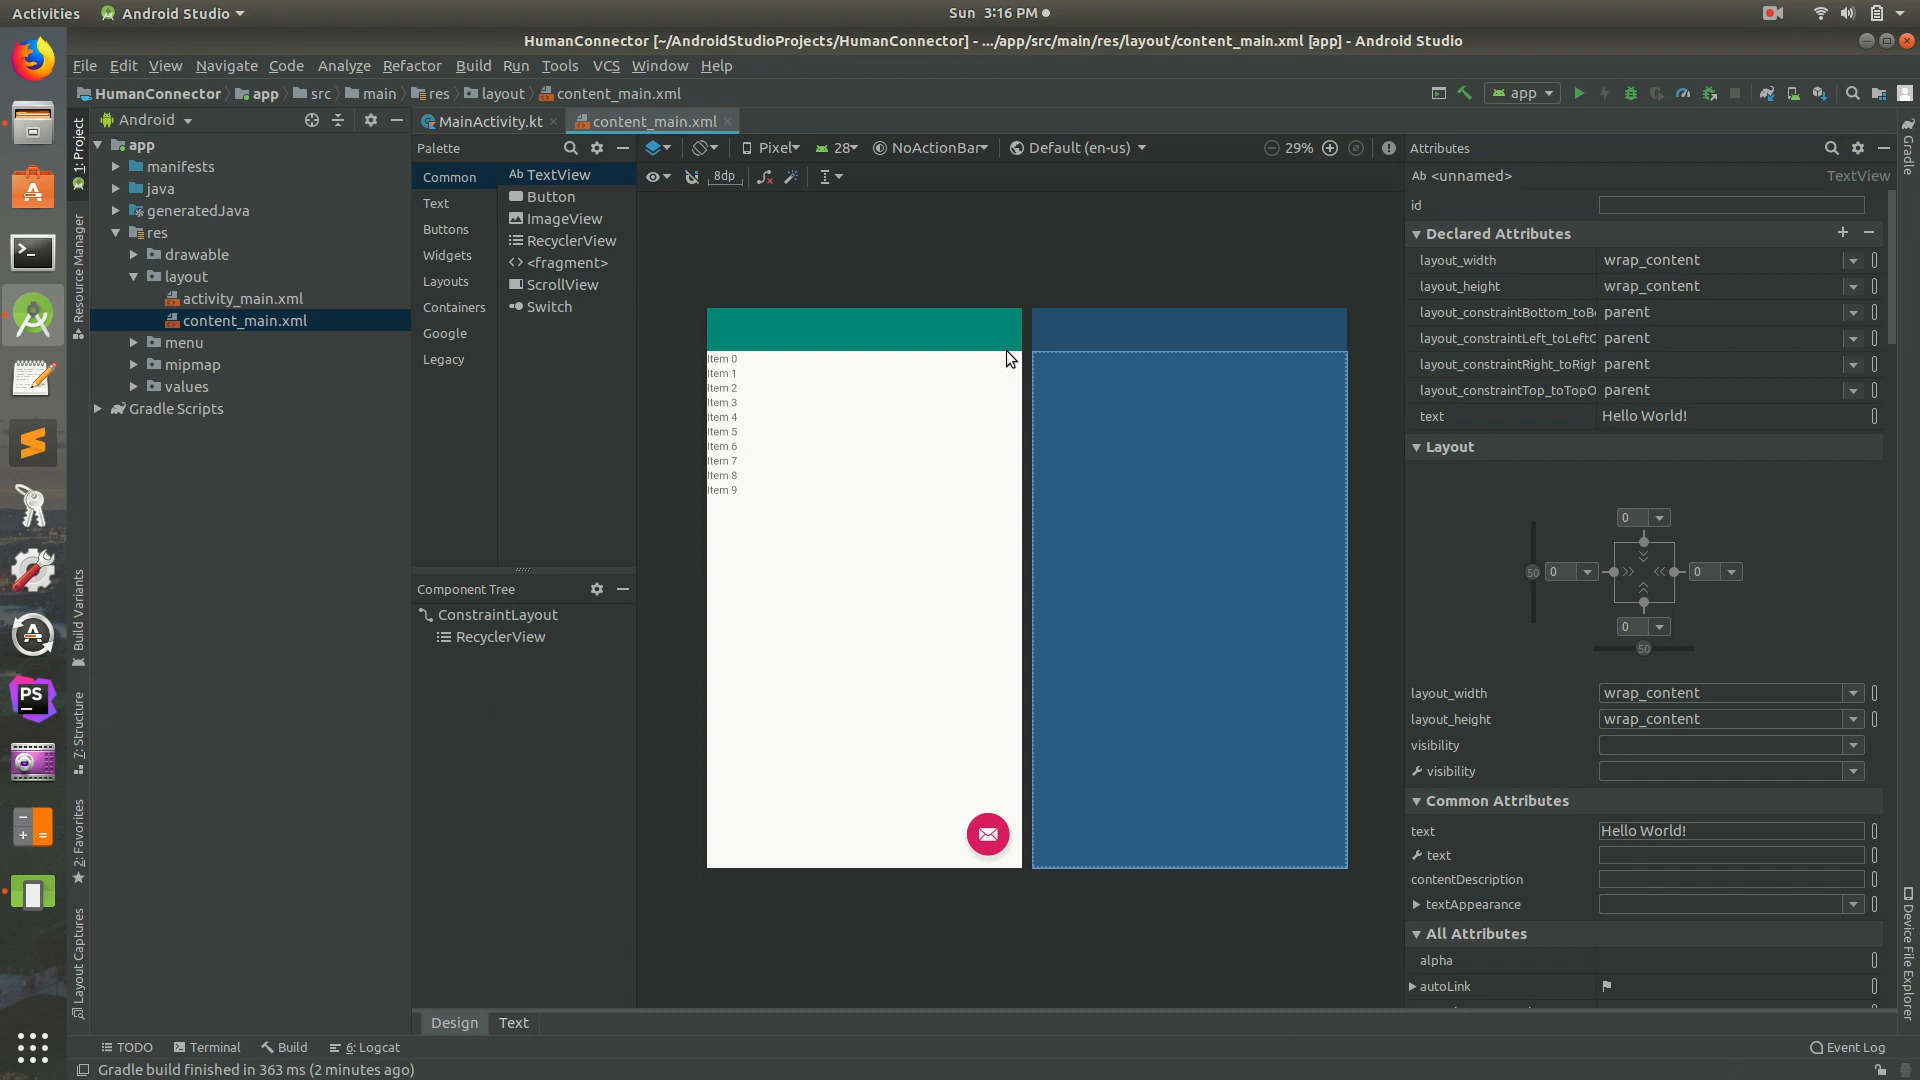 Activities
Android Studio
Sun 3:16 PM
HumanConnector [~/AndroidStudioProjects/HumanConnector] - .../app/src/main/res/layout/content_main.xml [app] - Android Studio
File Edit View Navigate Code Analyze Refactor Build Run Tools VCS Window Help
HumanConnector app src main res layout content_main.xml
app
1: Project
Resource Manager
Build Variants
7: Structure
2: Favorites
Layout Captures
Android
app
manifests
java
generatedJava
res
drawable
layout
activity_main.xml
content_main.xml
menu
mipmap
values
Gradle Scripts
MainActivity.kt
content_main.xml
Palette
Common
Text
Buttons
Widgets
Layouts
Containers
Google
Legacy
Ab TextView
Button
ImageView
RecyclerView
<fragment>
ScrollView
Switch
Component Tree
ConstraintLayout
RecyclerView
Pixel
28
NoActionBar
Default (en-us)
29%
8dp
Item 0
Item 1
Item 2
Item 3
Item 4
Item 5
Item 6
Item 7
Item 8
Item 9
Attributes
Ab <unnamed>
TextView
id
Declared Attributes
layout_width wrap_content
layout_height wrap_content
layout_constraintBottom_toB parent
layout_constraintLeft_toLeftC parent
layout_constraintRight_toRigh parent
layout_constraintTop_toTopO parent
text Hello World!
Layout
0
50
0
0
0
50
layout_width wrap_content
layout_height wrap_content
visibility
visibility
Common Attributes
text Hello World!
text
contentDescription
textAppearance
All Attributes
alpha
autoLink
Gradle
Device File Explorer
PS
Design Text
TODO Terminal Build 6: Logcat
Event Log
Gradle build finished in 363 ms (2 minutes ago)